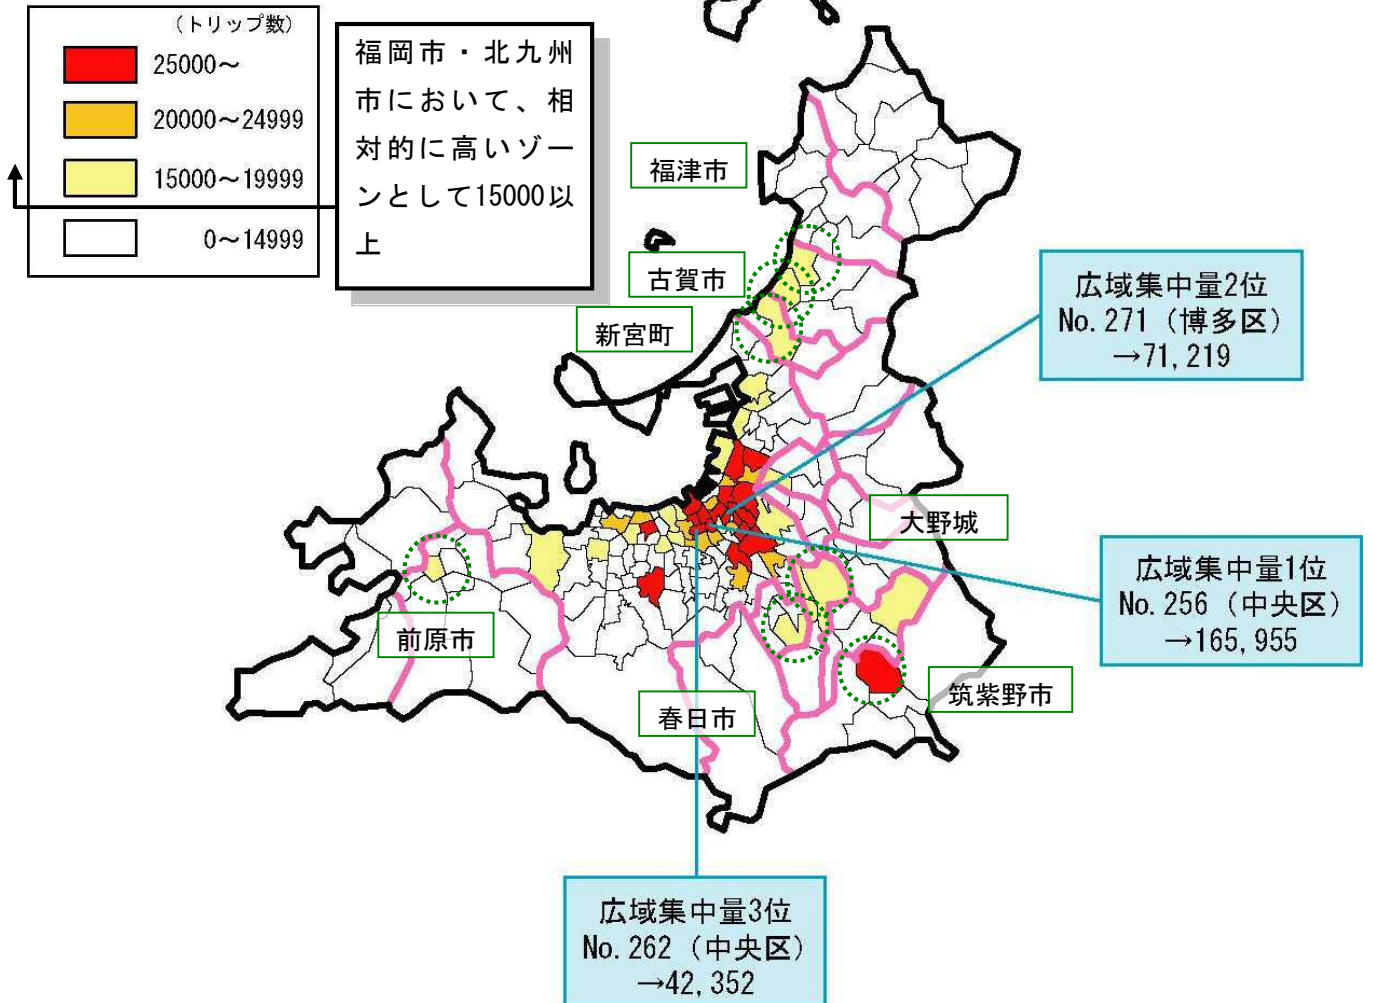 （トリップ数）
25000～
20000～24999
15000～19999
0～14999
福岡市・北九州
市において、相
対的に高いゾー
ンとして15000以
上
福津市
古賀市
新宮町
広域集中量2位
No.271（博多区）
→71,219
大野城
広域集中量1位
No.256（中央区）
→165,955
前原市
春日市
筑紫野市
広域集中量3位
No.262（中央区）
→42,352